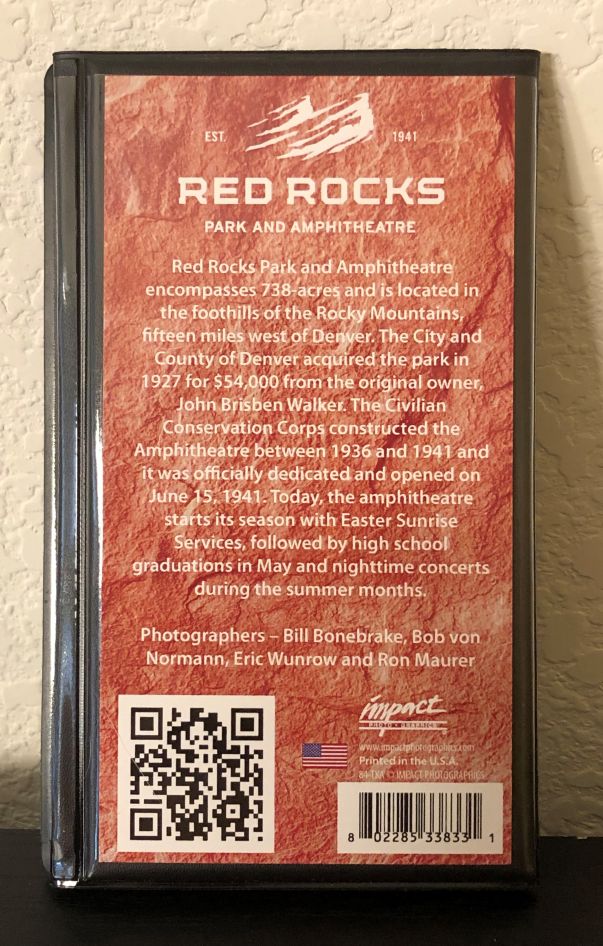 EST. 1941
RED ROCKS
PARK AND AMPHITHEATRE
Red Rocks Park and Amphitheatre
encompasses 738-acres and is located in
the foothills of the Rocky Mountains,
fifteen miles west of Denver. The City and
County of Denver acquired the park in
1927 for $54,000 from the original owner,
John Brisben Walker. The Civilian
Conservation Corps constructed the
Amphitheatre between 1936 and 1941 and
it was officially dedicated and opened on
June 15, 1941. Today, the amphitheatre
starts its season with Easter Sunrise
Services, followed by high school
graduations in May and nighttime concerts
during the summer months.
Photographers – Bill Bonebrake, Bob von
Normann, Eric Wunrow and Ron Maurer
impact
PHOTO • GRAPHICS
www.impactphotographics.com
Printed in the U.S.A.
84-TXA © IMPACT PHOTOGRAPHICS
8 02285 33833 1